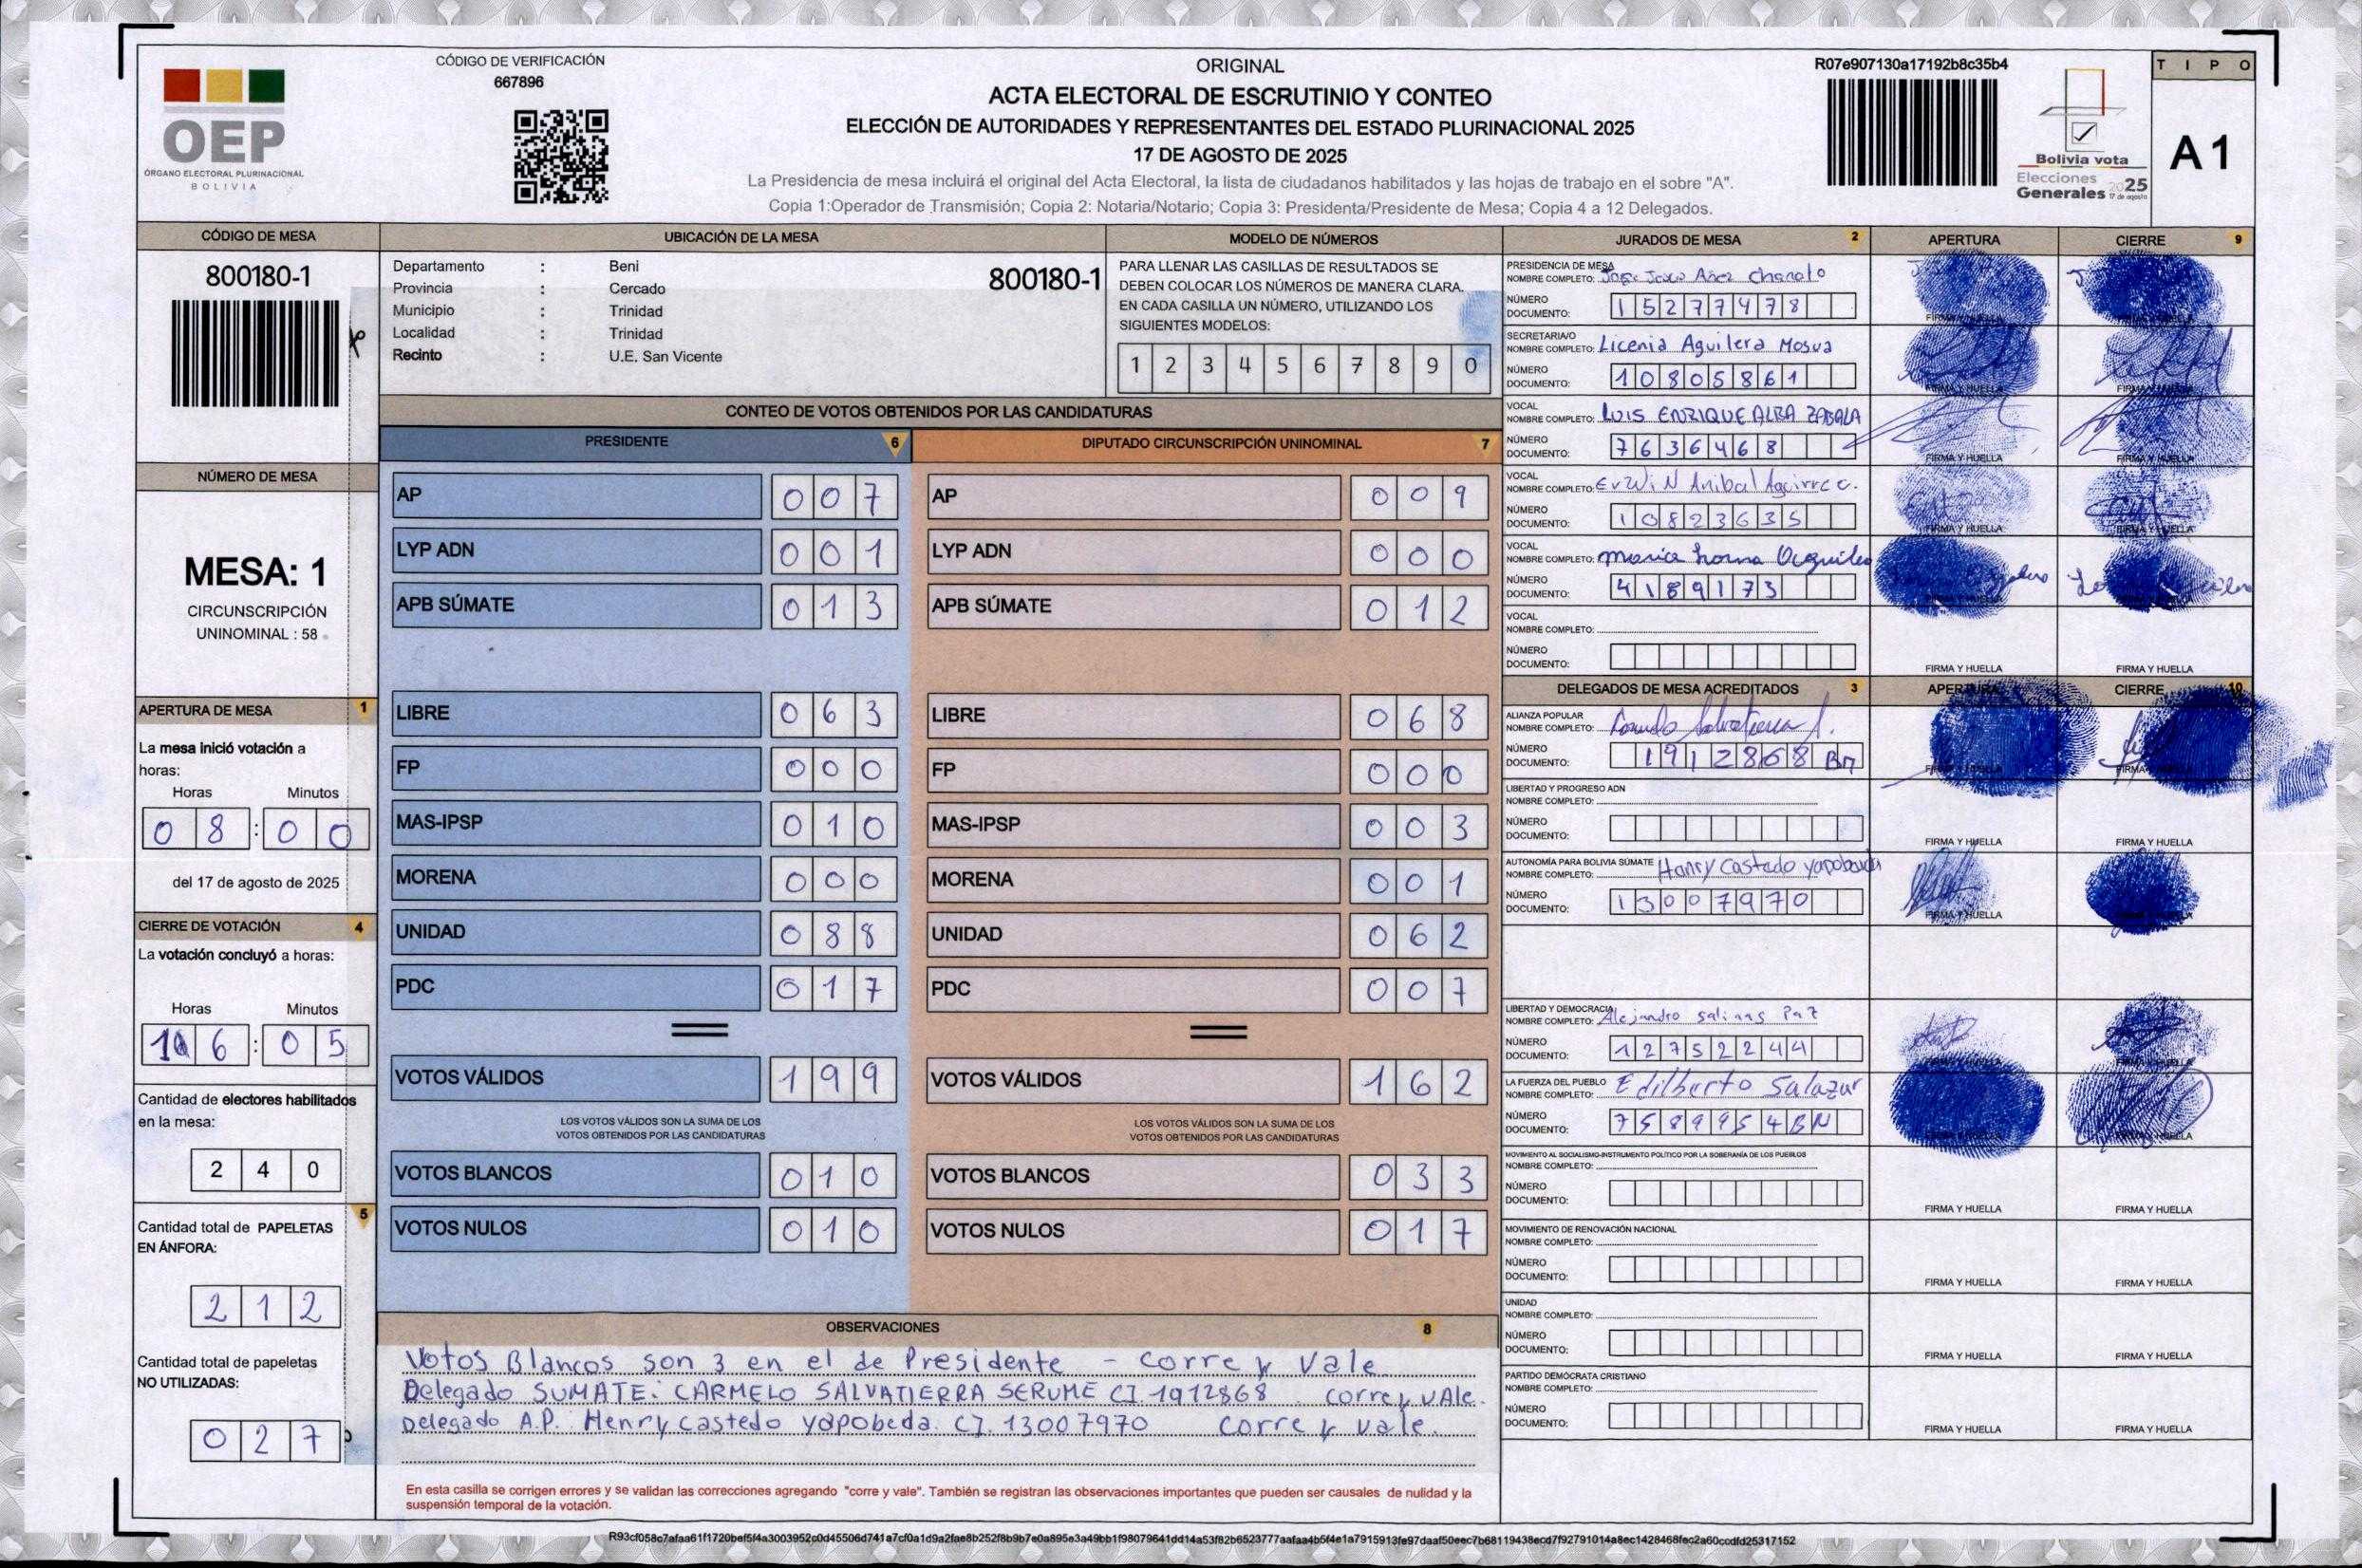 CÓDIGO DE VERIFICACIÓN
667896
OEP
ÓRGANO ELECTORAL PLURINACIONAL
BOLIVIA
ORIGINAL
ACTA ELECTORAL DE ESCRUTINIO Y CONTEO
ELECCIÓN DE AUTORIDADES Y REPRESENTANTES DEL ESTADO PLURINACIONAL 2025
17 DE AGOSTO DE 2025
La Presidencia de mesa incluirá el original del Acta Electoral, la lista de ciudadanos habilitados y las hojas de trabajo en el sobre "A".
Copia 1:Operador de Transmisión; Copia 2: Notaria/Notario; Copia 3: Presidenta/Presidente de Mesa; Copia 4 a 12 Delegados.
R07e907130a17192b8c35b4
Bolivia vota
Elecciones
Generales 2025
17 de agosto
TIPO
A1
CÓDIGO DE MESA
800180-1
NÚMERO DE MESA
MESA: 1
CIRCUNSCRIPCIÓN
UNINOMINAL : 58
APERTURA DE MESA 1
La mesa inició votación a
horas:
Horas Minutos
08 : 00
del 17 de agosto de 2025
CIERRE DE VOTACIÓN 4
La votación concluyó a horas:
Horas Minutos
16 : 05
Cantidad de electores habilitados
en la mesa:
240
5
Cantidad total de PAPELETAS
EN ÁNFORA:
212
Cantidad total de papeletas
NO UTILIZADAS:
027
UBICACIÓN DE LA MESA
Departamento : Beni 800180-1
Provincia : Cercado
Municipio : Trinidad
Localidad : Trinidad
Recinto : U.E. San Vicente
MODELO DE NÚMEROS
PARA LLENAR LAS CASILLAS DE RESULTADOS SE
DEBEN COLOCAR LOS NÚMEROS DE MANERA CLARA.
EN CADA CASILLA UN NÚMERO, UTILIZANDO LOS
SIGUIENTES MODELOS:
1 2 3 4 5 6 7 8 9 0
CONTEO DE VOTOS OBTENIDOS POR LAS CANDIDATURAS
PRESIDENTE 6
AP 007
LYP ADN 001
APB SÚMATE 013
LIBRE 063
FP 000
MAS-IPSP 010
MORENA 000
UNIDAD 088
PDC 017
VOTOS VÁLIDOS 199
LOS VOTOS VÁLIDOS SON LA SUMA DE LOS
VOTOS OBTENIDOS POR LAS CANDIDATURAS
VOTOS BLANCOS 010
VOTOS NULOS 010
DIPUTADO CIRCUNSCRIPCIÓN UNINOMINAL 7
AP 009
LYP ADN 000
APB SÚMATE 012
LIBRE 068
FP 000
MAS-IPSP 003
MORENA 001
UNIDAD 062
PDC 007
VOTOS VÁLIDOS 162
LOS VOTOS VÁLIDOS SON LA SUMA DE LOS
VOTOS OBTENIDOS POR LAS CANDIDATURAS
VOTOS BLANCOS 033
VOTOS NULOS 017
OBSERVACIONES 8
Votos Blancos son 3 en el de Presidente - corre y vale
Delegado SUMATE: CARMELO SALVATIERRA SERUME CI. 1912868 corre y vale.
Delegado A.P. Henry Castedo yapobeda. CI. 13007970 corre y vale.
En esta casilla se corrigen errores y se validan las correcciones agregando "corre y vale". También se registran las observaciones importantes que pueden ser causales de nulidad y la
suspensión temporal de la votación.
JURADOS DE MESA 2 APERTURA CIERRE 9
PRESIDENCIA DE MESA
NOMBRE COMPLETO: Chanato
NÚMERO DOCUMENTO: 15277478
FIRMA Y HUELLA
SECRETARIA/O
NOMBRE COMPLETO: Licenia Aguilera Mosua
NÚMERO DOCUMENTO: 10805861
FIRMA Y HUELLA FIRMA Y HUELLA
VOCAL
NOMBRE COMPLETO: LUIS ENRIQUE ALBA ZABALA
NÚMERO DOCUMENTO: 7636468
FIRMA Y HUELLA FIRMA Y HUELLA
VOCAL
NOMBRE COMPLETO: ErWiN Anibal Aguirre c.
NÚMERO DOCUMENTO: 10823635
FIRMA Y HUELLA FIRMA Y HUELLA
VOCAL
NOMBRE COMPLETO: Maria
NÚMERO DOCUMENTO: 4189173
VOCAL
NOMBRE COMPLETO:
NÚMERO DOCUMENTO:
FIRMA Y HUELLA FIRMA Y HUELLA
DELEGADOS DE MESA ACREDITADOS 3 APERTURA CIERRE 10
ALIANZA POPULAR
NOMBRE COMPLETO:
NÚMERO DOCUMENTO: 1912868 Bn
LIBERTAD Y PROGRESO ADN
NOMBRE COMPLETO:
NÚMERO DOCUMENTO:
FIRMA Y HUELLA FIRMA Y HUELLA
AUTONOMÍA PARA BOLIVIA SÚMATE
NOMBRE COMPLETO: Hanry Castedo yapobeda
NÚMERO DOCUMENTO: 13007970
FIRMA Y HUELLA
LIBERTAD Y DEMOCRACIA
NOMBRE COMPLETO: Alejandro salinas Paz
NÚMERO DOCUMENTO: 12752244
LA FUERZA DEL PUEBLO
NOMBRE COMPLETO: Edilberto Salazar
NÚMERO DOCUMENTO: 7589954BN
MOVIMIENTO AL SOCIALISMO-INSTRUMENTO POLÍTICO POR LA SOBERANÍA DE LOS PUEBLOS
NOMBRE COMPLETO:
NÚMERO DOCUMENTO:
FIRMA Y HUELLA FIRMA Y HUELLA
MOVIMIENTO DE RENOVACIÓN NACIONAL
NOMBRE COMPLETO:
NÚMERO DOCUMENTO:
FIRMA Y HUELLA FIRMA Y HUELLA
UNIDAD
NOMBRE COMPLETO:
NÚMERO DOCUMENTO:
FIRMA Y HUELLA FIRMA Y HUELLA
PARTIDO DEMÓCRATA CRISTIANO
NOMBRE COMPLETO:
NÚMERO DOCUMENTO:
FIRMA Y HUELLA FIRMA Y HUELLA